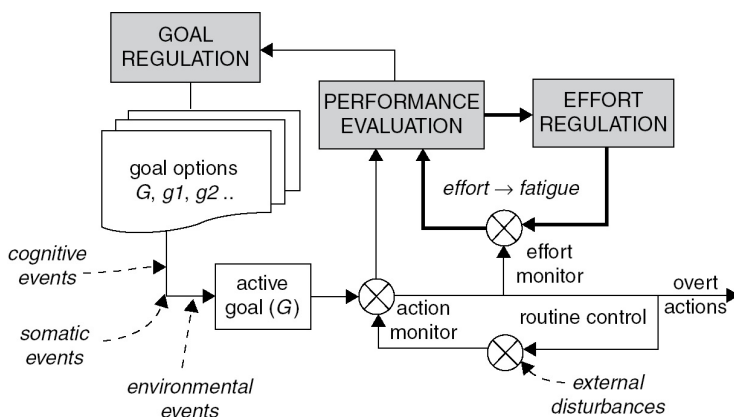 GOAL
REGULATION
PERFORMANCE
EVALUATION
EFFORT
REGULATION
goal options
G, g1, g2 ..
effort → fatigue
cognitive
events
effort
monitor
active
goal (G)
action
monitor
overt
actions
routine control
somatic
events
environmental
events
external
disturbances